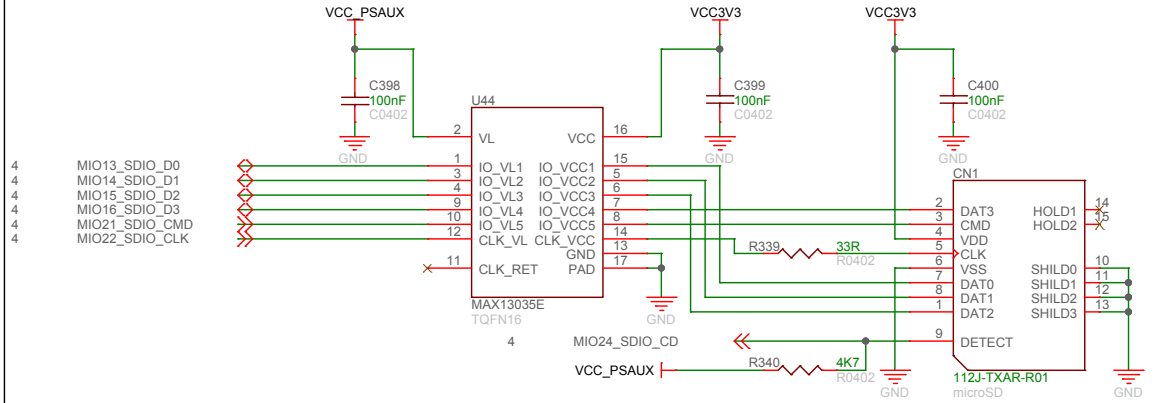 VCC_PSAUX VCC3V3 VCC3V3
C398 C399 C400
100nF 100nF 100nF
C0402 C0402 C0402
U44
2 VL VCC 16
GND GND GND
4 MIO13_SDIO_D0 1 IO_VL1 IO_VCC1 15
4 MIO14_SDIO_D1 3 IO_VL2 IO_VCC2 5
4 MIO15_SDIO_D2 4 IO_VL3 IO_VCC3 6
4 MIO16_SDIO_D3 9 IO_VL4 IO_VCC4 7
4 MIO21_SDIO_CMD 10 IO_VL5 IO_VCC5 8
4 MIO22_SDIO_CLK 12 CLK_VL CLK_VCC 14
GND 13
11 CLK_RET PAD 17
MAX13035E
TQFN16
GND
CN1
2 DAT3 HOLD1 14
3 CMD HOLD2 15
4 VDD
R339 33R 5 CLK
R0402
6 VSS SHILD0 10
7 DAT0 SHILD1 11
8 DAT1 SHILD2 12
1 DAT2 SHILD3 13
4 MIO24_SDIO_CD 9 DETECT
VCC_PSAUX R340 4K7
R0402
112J-TXAR-R01
microSD
GND GND